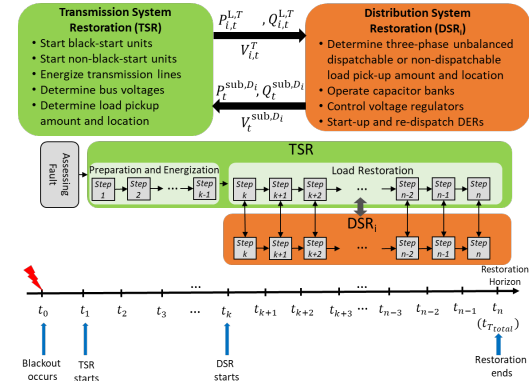 Transmission System
Restoration (TSR)
• Start black-start units
• Start non-black-start units
• Energize transmission lines
• Determine bus voltages
• Determine load pickup
amount and location
P_{i,t}^{L,T} , Q_{i,t}^{L,T}
V_{i,t}^{T}
P_t^{sub,D_i} , Q_t^{sub,D_i}
V_t^{sub,D_i}
Distribution System
Restoration (DSR_i)
• Determine three-phase unbalanced
dispatchable or non-dispatchable
load pick-up amount and location
• Operate capacitor banks
• Control voltage regulators
• Start-up and re-dispatch DERs
Assessing
Fault
TSR
Preparation and Energization
Load Restoration
Step 1
Step 2
...
Step k-1
Step k
Step k+1
Step k+2
...
Step n-2
Step n-1
Step n
DSR_i
Step k
Step k+1
Step k+2
...
Step n-2
Step n-1
Step n
Restoration
Horizon
... ...
t_0 t_1 t_2 t_3 ... t_k t_{k+1} t_{k+2} t_{k+3} ... t_{n-3} t_{n-2} t_{n-1} t_n
(t_{T_{total}})
Blackout
occurs
TSR
starts
DSR
starts
Restoration
ends